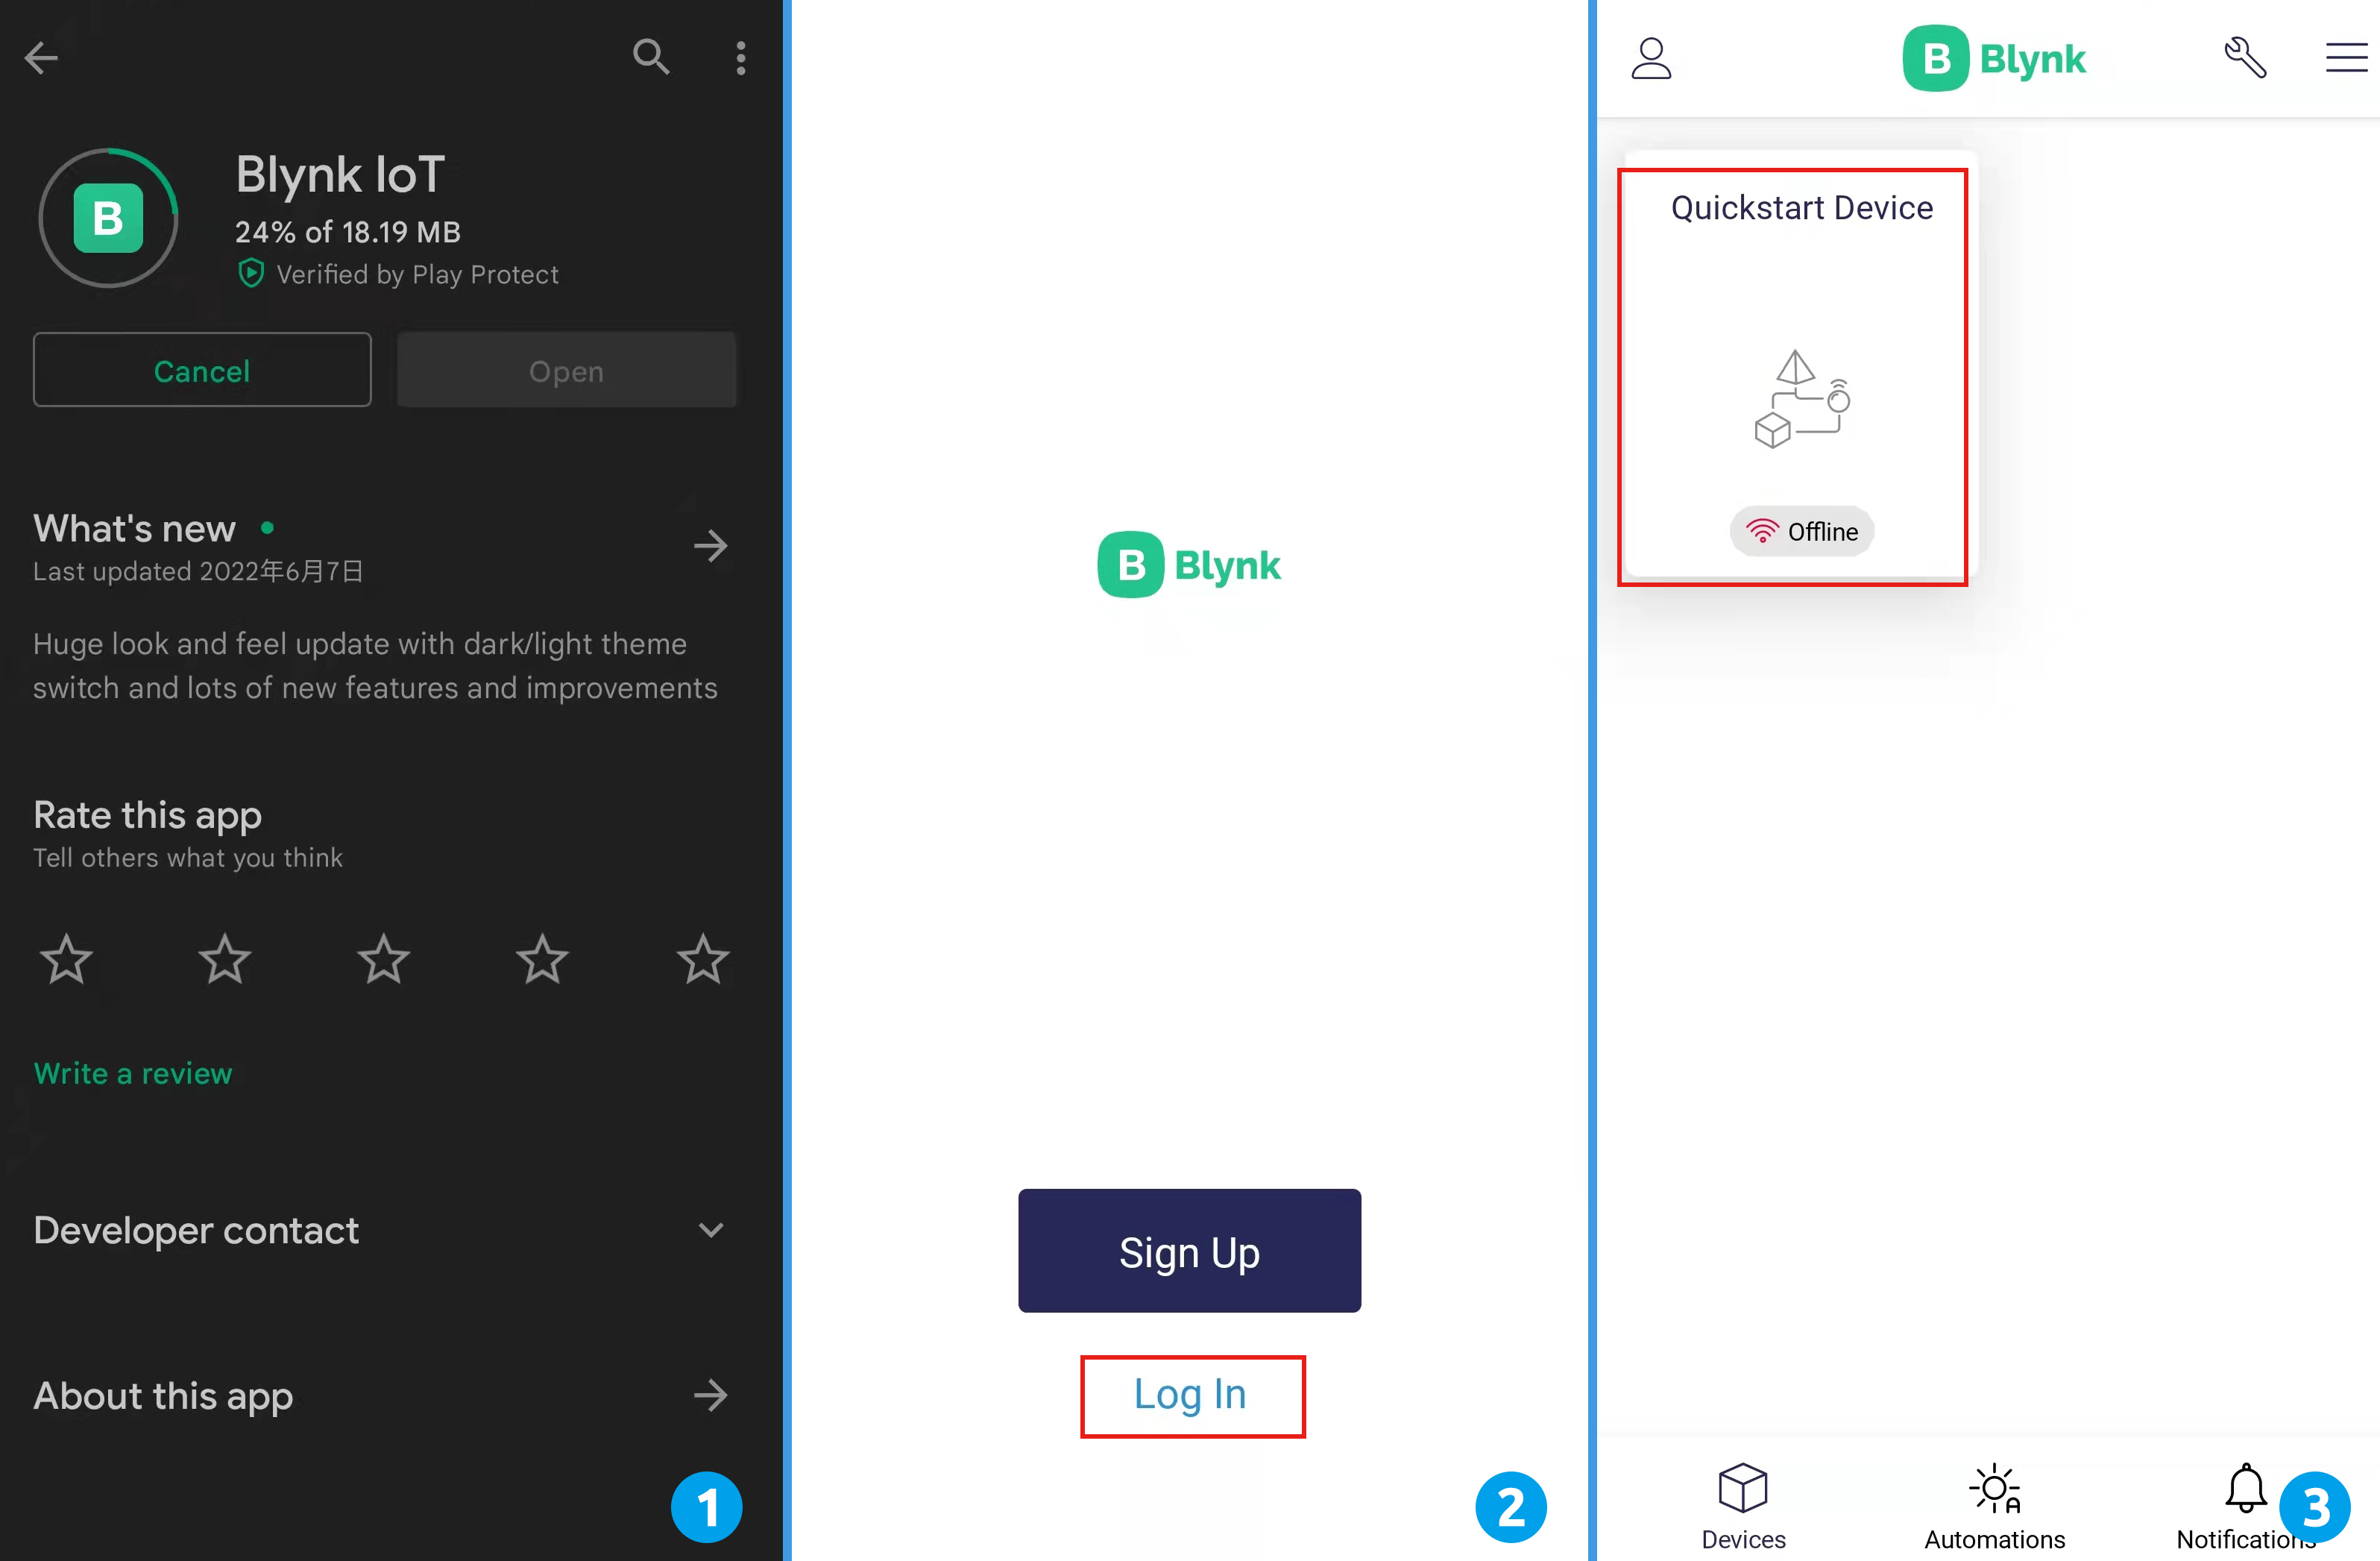 Blynk IoT
24% of 18.19 MB
Verified by Play Protect
Cancel
Open
What's new
Last updated 2022年6月7日
Huge look and feel update with dark/light theme
switch and lots of new features and improvements
Rate this app
Tell others what you think
Write a review
Developer contact
About this app
1
B Blynk
Sign Up
Log In
2
B Blynk
Quickstart Device
Offline
Devices
Automations
Notifications
3